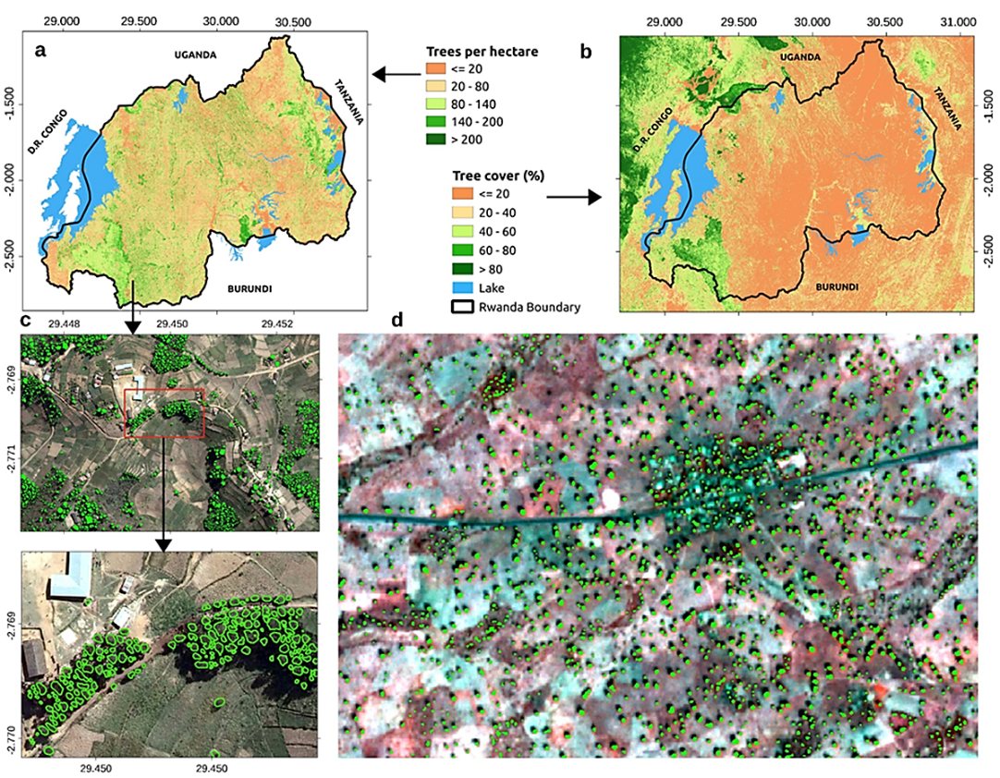 29.000 29.500 30.000 30.500
29.000 29.500 30.000 30.500 31.000
a
Trees per hectare
<= 20
20 - 80
80 - 140
140 - 200
> 200
b
UGANDA
TANZANIA
D.R. CONGO
BURUNDI
-1.500
-2.000
-2.500
Tree cover (%)
<= 20
20 - 40
40 - 60
60 - 80
> 80
Lake
Rwanda Boundary
UGANDA
TANZANIA
D.R. CONGO
BURUNDI
-1.500
-2.000
-2.500
c
29.448 29.450 29.452
-2.769
-2.771
d
-2.769
-2.770
29.450 29.450